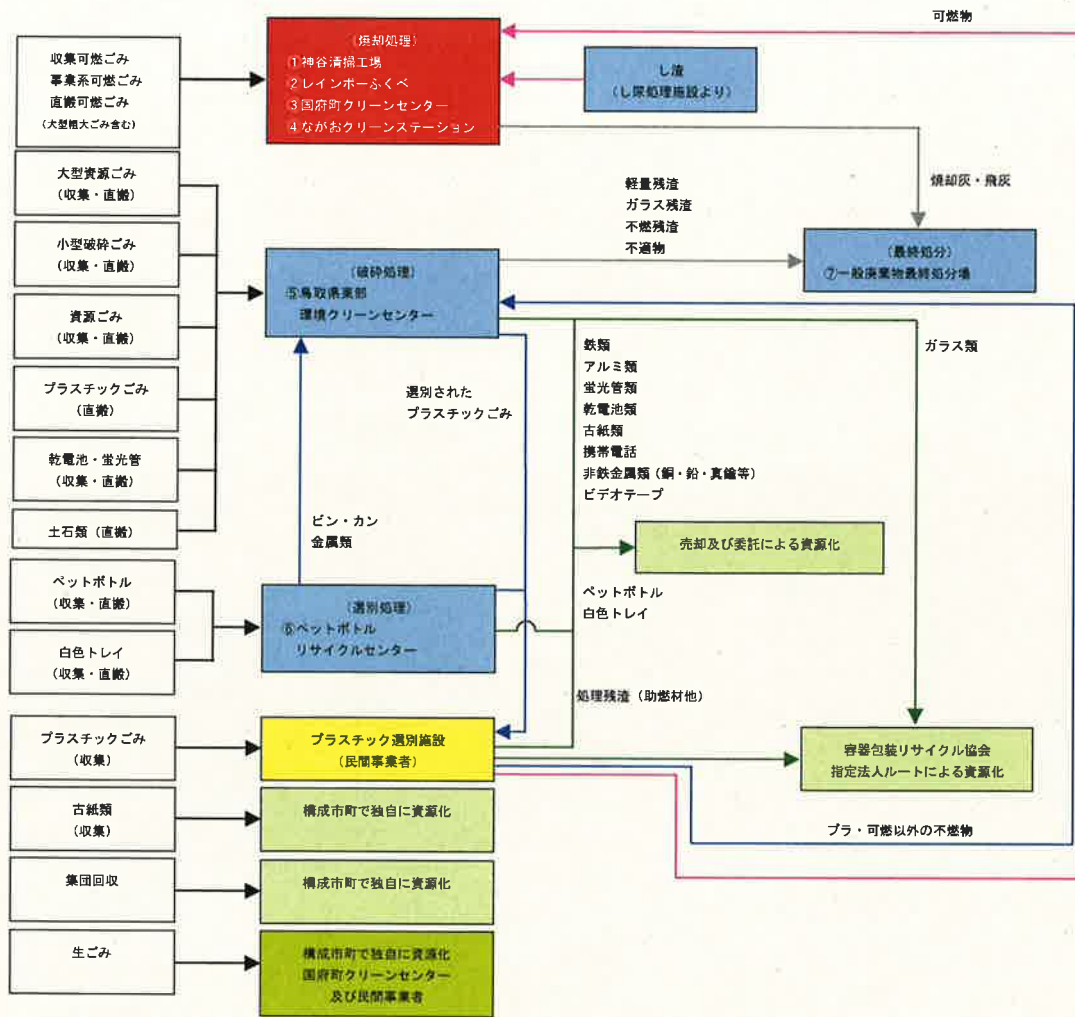 可燃物
収集可燃ごみ
事業系可燃ごみ
直搬可燃ごみ
(大型粗大ごみ含む)
(焼却処理)
①神谷清掃工場
②レインボーふくべ
③国府町クリーンセンター
④ながおクリーンステーション
し渣
(し尿処理施設より)
焼却灰・飛灰
大型資源ごみ
(収集・直搬)
小型破砕ごみ
(収集・直搬)
資源ごみ
(収集・直搬)
プラスチックごみ
(直搬)
乾電池・蛍光管
(収集・直搬)
土石類(直搬)
(破砕処理)
⑤鳥取県東部
環境クリーンセンター
軽量残渣
ガラス残渣
不燃残渣
不適物
(最終処分)
⑦一般廃棄物最終処分場
選別された
プラスチックごみ
鉄類
アルミ類
蛍光管類
乾電池類
古紙類
携帯電話
非鉄金属類(銅・鉛・真鍮等)
ビデオテープ
ガラス類
ビン・カン
金属類
売却及び委託による資源化
ペットボトル
(収集・直搬)
白色トレイ
(収集・直搬)
(選別処理)
⑥ペットボトル
リサイクルセンター
ペットボトル
白色トレイ
処理残渣(助燃材他)
プラスチックごみ
(収集)
プラスチック選別施設
(民間事業者)
容器包装リサイクル協会
指定法人ルートによる資源化
古紙類
(収集)
構成市町で独自に資源化
プラ・可燃以外の不燃物
集団回収
構成市町で独自に資源化
生ごみ
構成市町で独自に資源化
国府町クリーンセンター
及び民間事業者